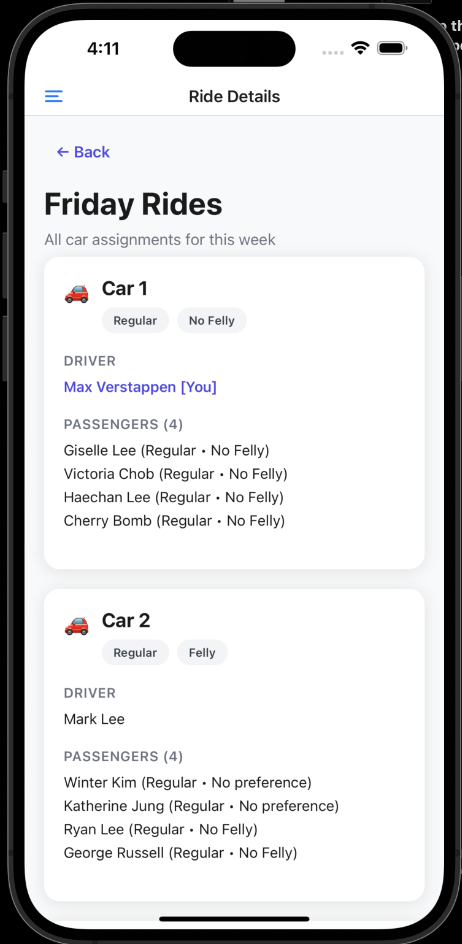 4:11
Ride Details
← Back
Friday Rides
All car assignments for this week
Car 1
Regular
No Felly
DRIVER
Max Verstappen [You]
PASSENGERS (4)
Giselle Lee (Regular • No Felly)
Victoria Chob (Regular • No Felly)
Haechan Lee (Regular • No Felly)
Cherry Bomb (Regular • No Felly)
Car 2
Regular
Felly
DRIVER
Mark Lee
PASSENGERS (4)
Winter Kim (Regular • No preference)
Katherine Jung (Regular • No preference)
Ryan Lee (Regular • No Felly)
George Russell (Regular • No Felly)